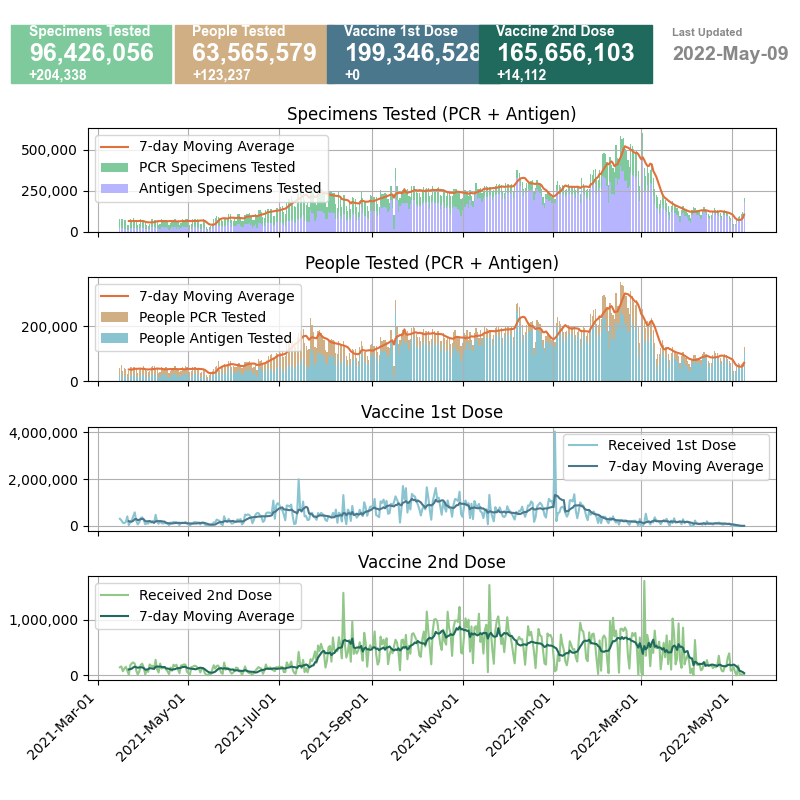 Specimens Tested
96,426,056
+204,338
People Tested
63,565,579
+123,237
Vaccine 1st Dose
199,346,528
+0
Vaccine 2nd Dose
165,656,103
+14,112
Last Updated
2022-May-09
Specimens Tested (PCR + Antigen)
7-day Moving Average
PCR Specimens Tested
Antigen Specimens Tested
500,000
250,000
0
People Tested (PCR + Antigen)
7-day Moving Average
People PCR Tested
People Antigen Tested
200,000
0
Vaccine 1st Dose
Received 1st Dose
7-day Moving Average
4,000,000
2,000,000
0
Vaccine 2nd Dose
Received 2nd Dose
7-day Moving Average
1,000,000
0
2021-Mar-01
2021-May-01
2021-Jul-01
2021-Sep-01
2021-Nov-01
2022-Jan-01
2022-Mar-01
2022-May-01